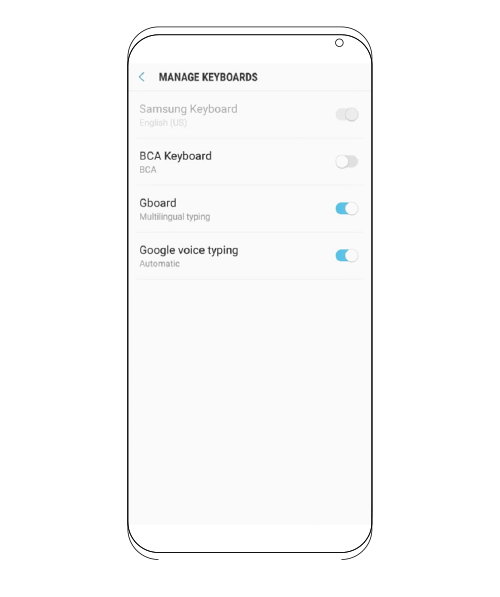 MANAGE KEYBOARDS
Samsung Keyboard
English (US)
BCA Keyboard
BCA
Gboard
Multilingual typing
Google voice typing
Automatic